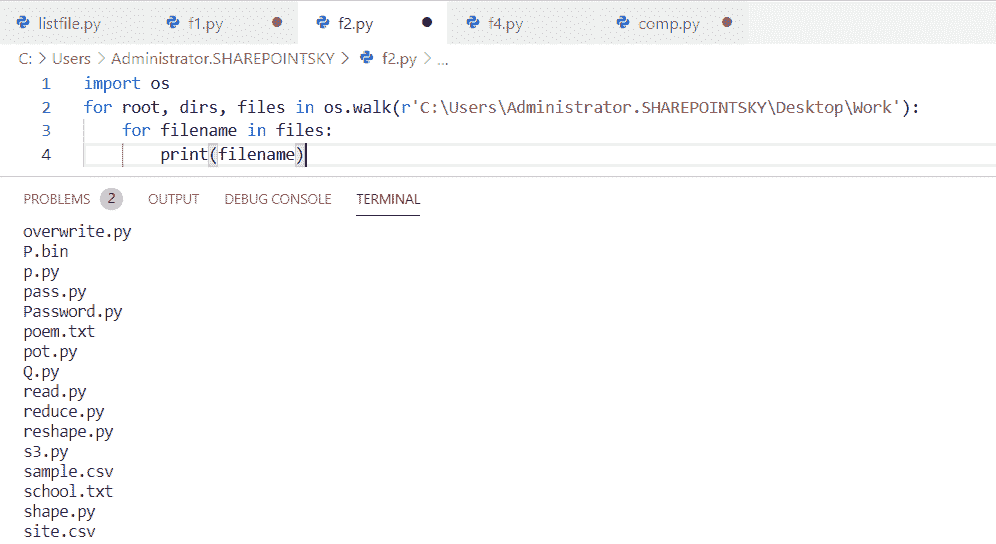 listfile.py f1.py f2.py f4.py comp.py
C: > Users > Administrator.SHAREPOINTSKY > f2.py > ...
1 import os
2 for root, dirs, files in os.walk(r'C:\Users\Administrator.SHAREPOINTSKY\Desktop\Work'):
3 for filename in files:
4 print(filename)
PROBLEMS 2 OUTPUT DEBUG CONSOLE TERMINAL
overwrite.py
P.bin
p.py
pass.py
Password.py
poem.txt
pot.py
Q.py
read.py
reduce.py
reshape.py
s3.py
sample.csv
school.txt
shape.py
site.csv